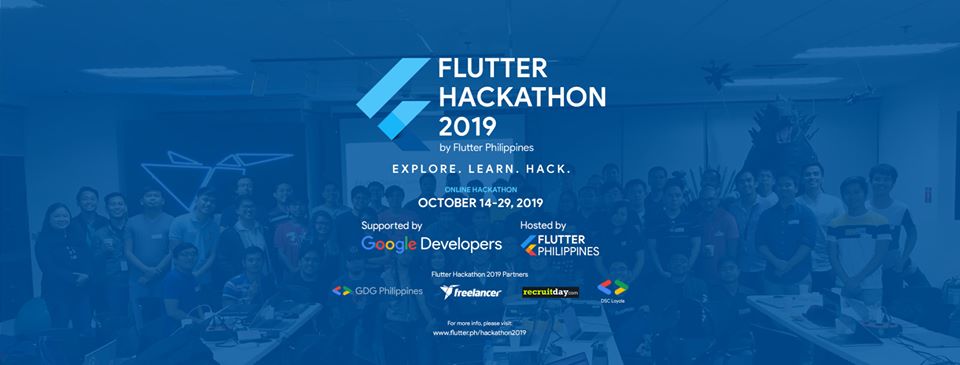 FLUTTER
HACKATHON
2019
by Flutter Philippines
EXPLORE. LEARN. HACK.
ONLINE HACKATHON
OCTOBER 14-29, 2019
Supported by
Google Developers
Hosted by
FLUTTER
PHILIPPINES
Flutter Hackathon 2019 Partners
GDG Philippines
freelancer
recruitday.com
DSC Loyola
For more info, please visit:
www.flutter.ph/hackathon2019